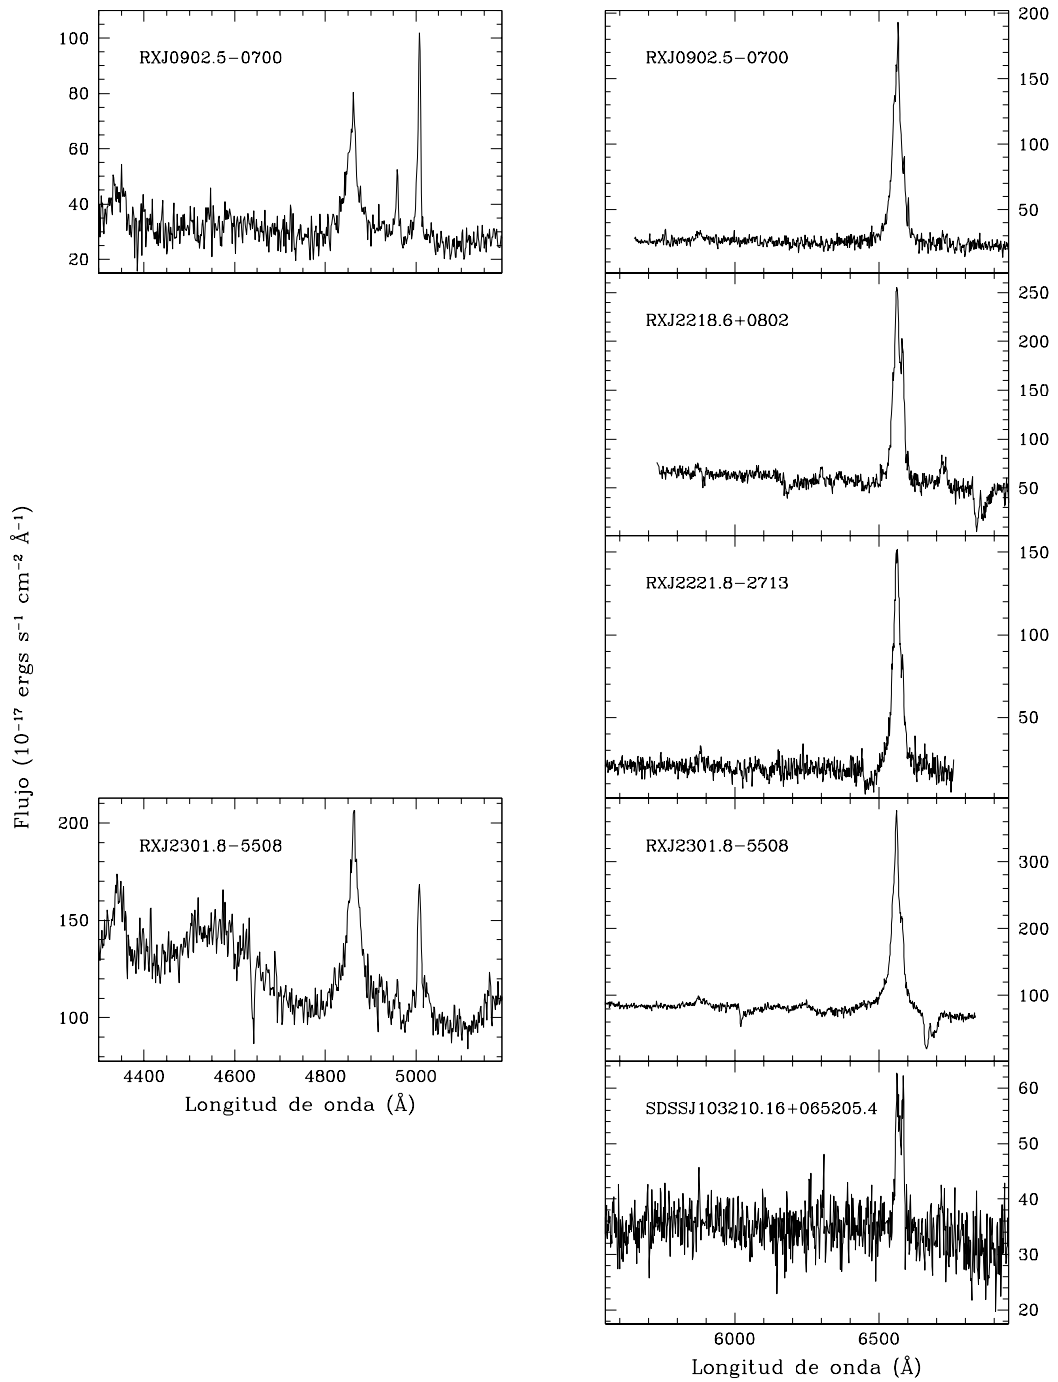 RXJ0902.5−0700
100
80
60
40
20
RXJ0902.5−0700
200
150
100
50
RXJ2218.6+0802
250
200
150
100
50
RXJ2221.8−2713
150
100
50
Flujo (10⁻¹⁷ ergs s⁻¹ cm⁻² Å⁻¹)
RXJ2301.8−5508
200
150
100
4400 4600 4800 5000
Longitud de onda (Å)
RXJ2301.8−5508
300
200
100
SDSSJ103210.16+065205.4
60
50
40
30
20
6000 6500
Longitud de onda (Å)